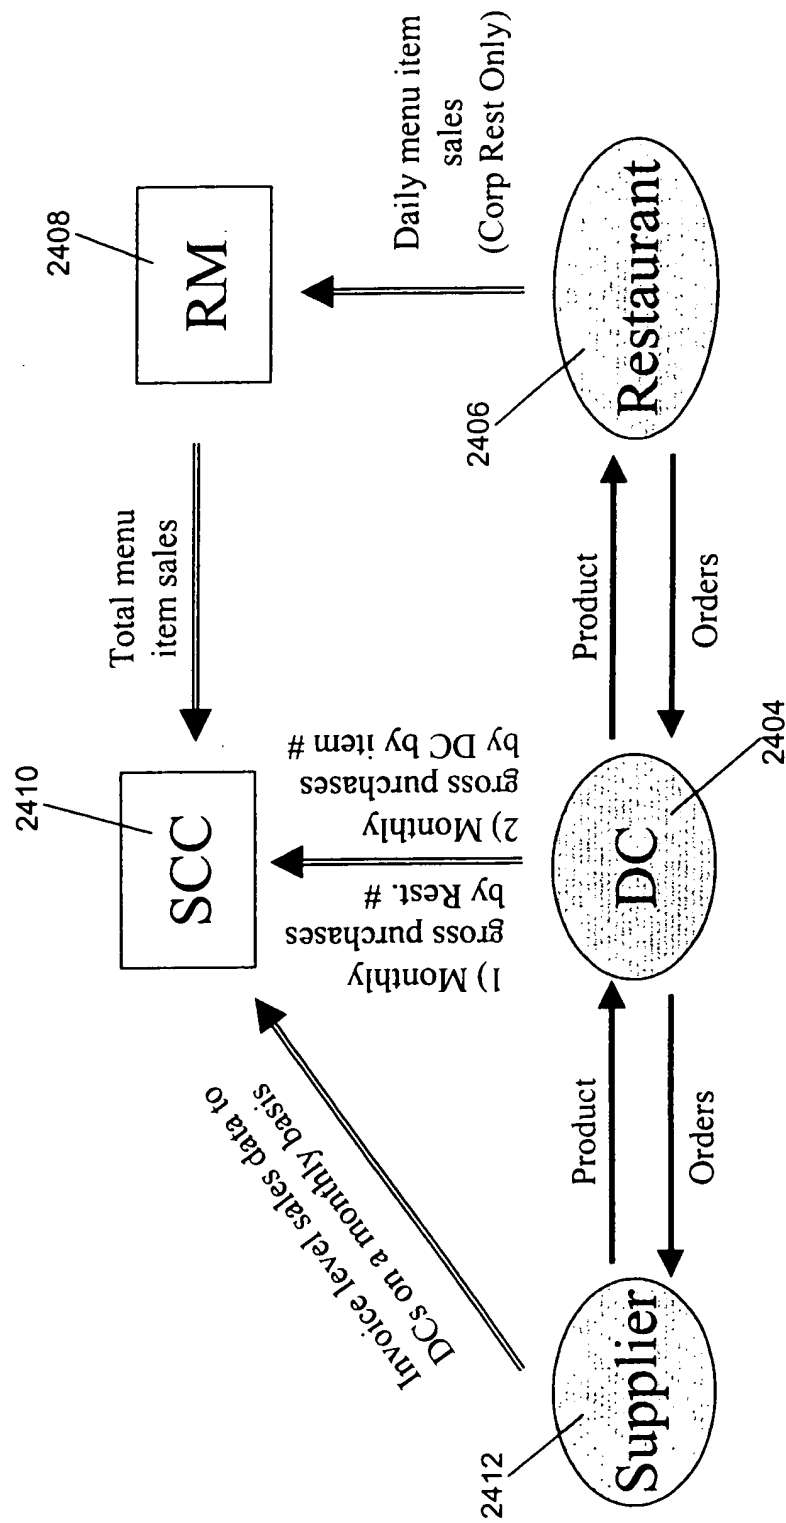 2410
SCC
Total menu
item sales
2408
RM
Invoice level sales data to
DCs on a monthly basis
1) Monthly
gross purchases
by Rest. #
2) Monthly
gross purchases
by DC by item #
Daily menu item
sales
(Corp Rest Only)
2412
Supplier
Product
Orders
DC
2404
Product
Orders
2406
Restaurant